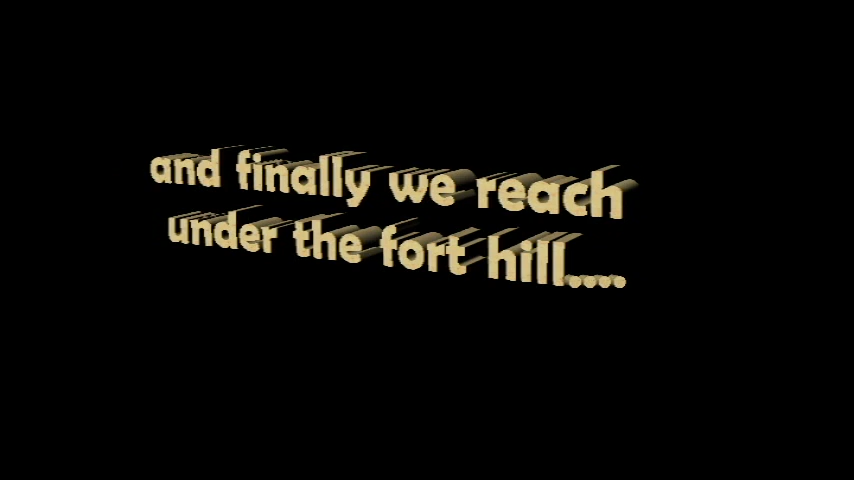 and finally we reach
under the fort hill....